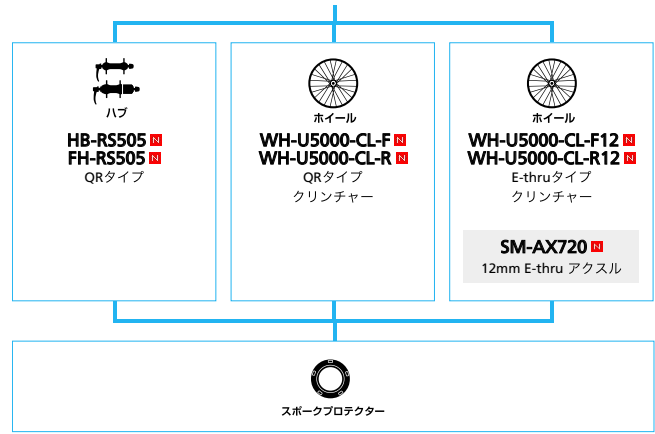 ハブ
HB-RS505 N
FH-RS505 N
QRタイプ
ホイール
WH-U5000-CL-F N
WH-U5000-CL-R N
QRタイプ
クリンチャー
ホイール
WH-U5000-CL-F12 N
WH-U5000-CL-R12 N
E-thruタイプ
クリンチャー
SM-AX720 N
12mm E-thru アクスル
スポークプロテクター